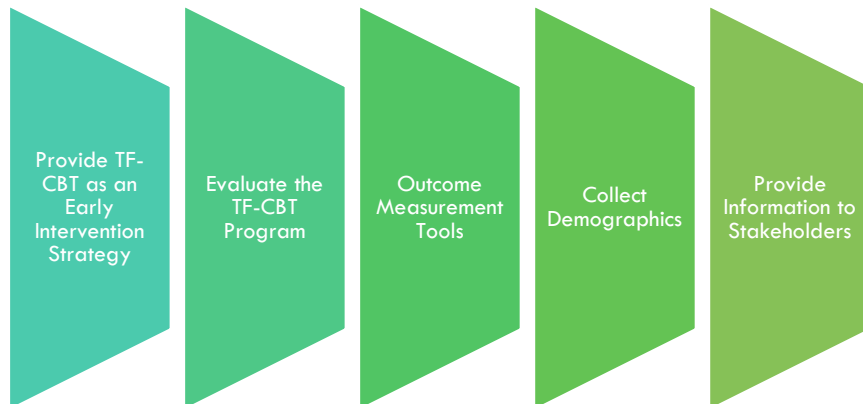 Provide TF-
CBT as an
Early
Intervention
Strategy
Evaluate the
TF-CBT
Program
Outcome
Measurement
Tools
Collect
Demographics
Provide
Information to
Stakeholders